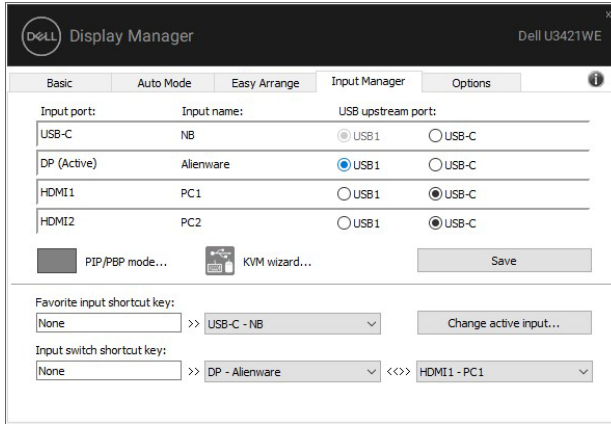 DELL Display Manager Dell U3421WE
Basic Auto Mode Easy Arrange Input Manager Options
Input port: Input name: USB upstream port:
USB-C NB USB1 USB-C
DP (Active) Alienware USB1 USB-C
HDMI1 PC1 USB1 USB-C
HDMI2 PC2 USB1 USB-C
PIP/PBP mode... KVM wizard... Save
Favorite input shortcut key:
None >> USB-C - NB Change active input...
Input switch shortcut key:
None >> DP - Alienware <<>> HDMI1 - PC1